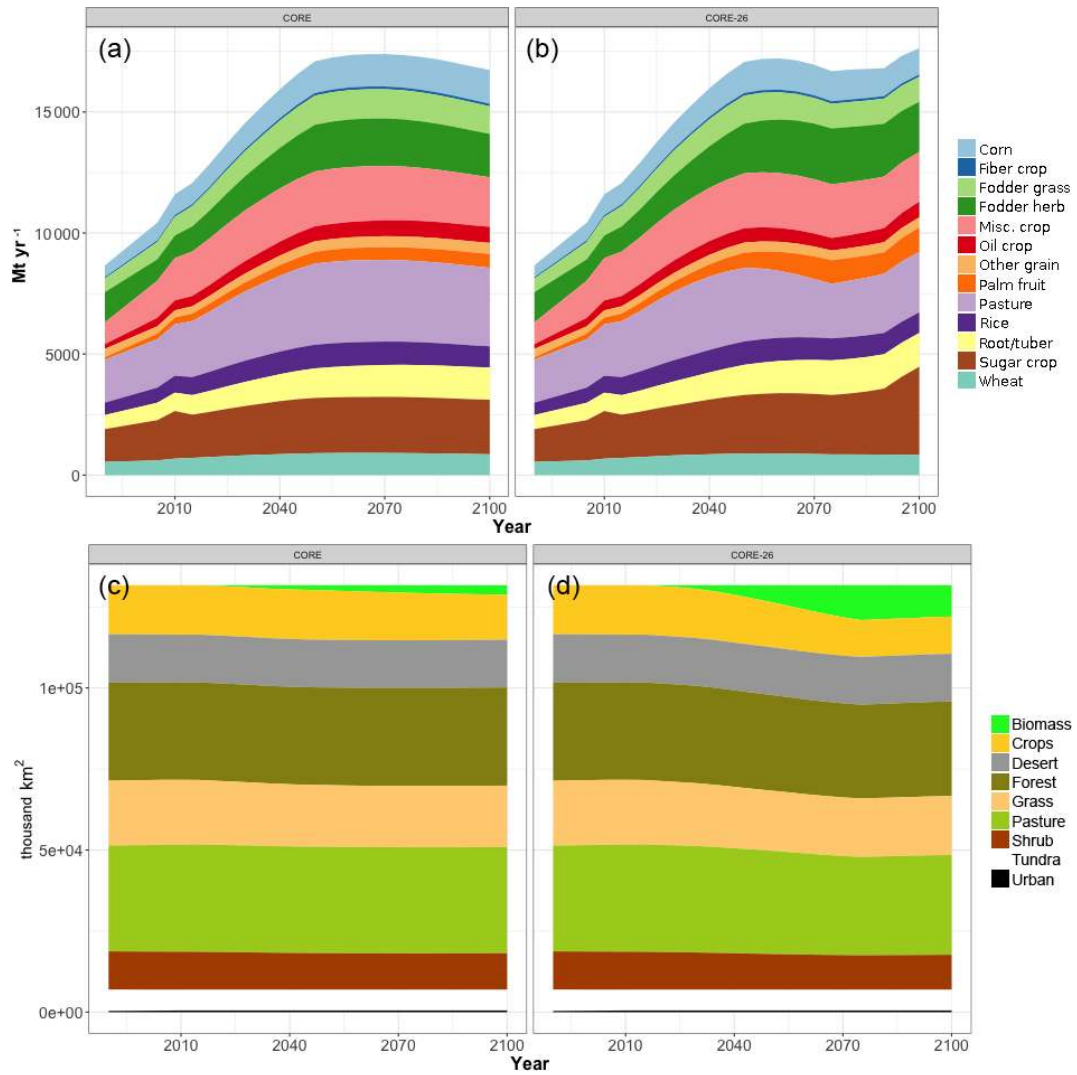 CORE
CORE-26
(a)
(b)
15000
10000
5000
0
Mt yr⁻¹
2010
2040
2070
2100
2010
2040
2070
2100
Year
Corn
Fiber crop
Fodder grass
Fodder herb
Misc. crop
Oil crop
Other grain
Palm fruit
Pasture
Rice
Root/tuber
Sugar crop
Wheat
CORE
CORE-26
(c)
(d)
1e+05
5e+04
0e+00
thousand km²
2010
2040
2070
2100
2010
2040
2070
2100
Year
Biomass
Crops
Desert
Forest
Grass
Pasture
Shrub
Tundra
Urban